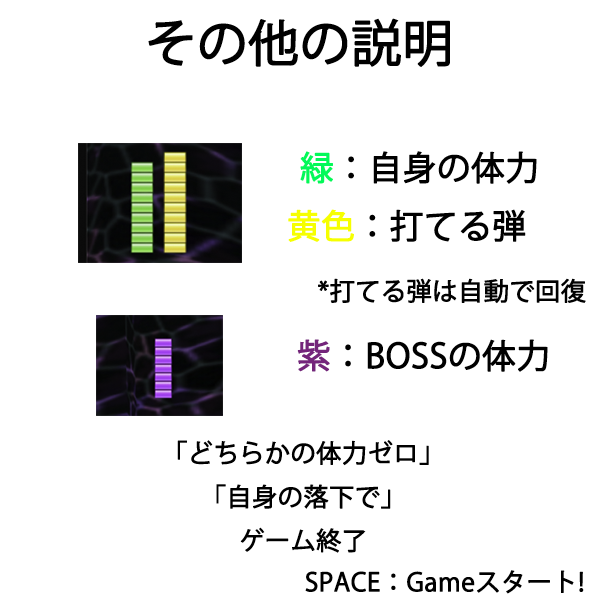 その他の説明
緑：自身の体力
黄色：打てる弾
*打てる弾は自動で回復
紫：BOSSの体力
「どちらかの体力ゼロ」
「自身の落下で」
ゲーム終了
SPACE：Gameスタート!